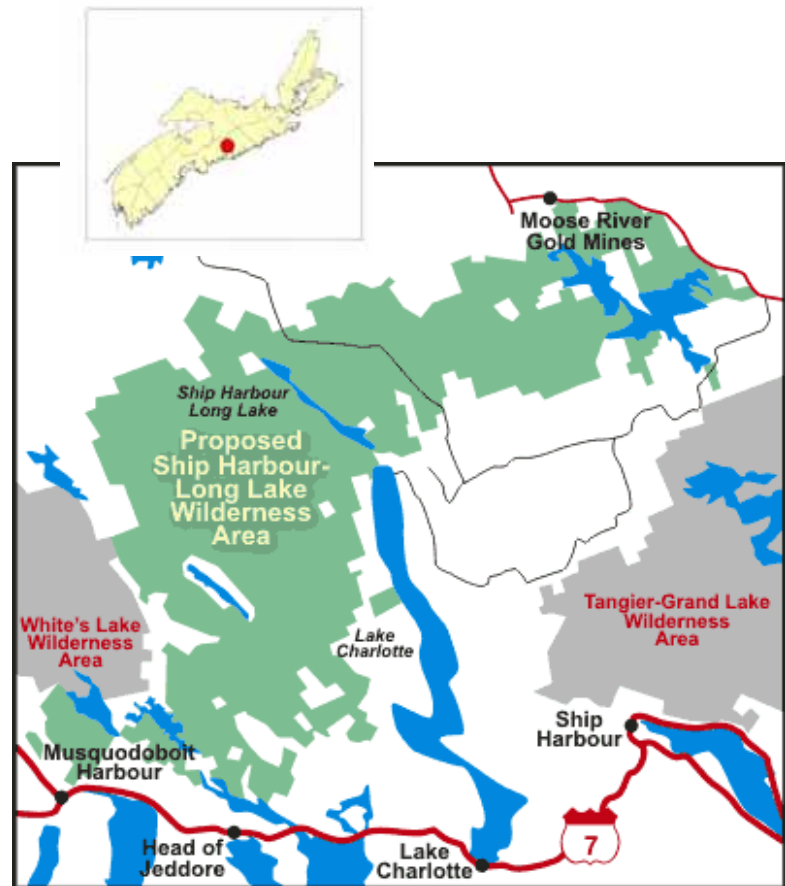 Moose River
Gold Mines
Ship Harbour
Long Lake
Proposed
Ship Harbour-
Long Lake
Wilderness
Area
White's Lake
Wilderness
Area
Tangier-Grand Lake
Wilderness
Area
Lake
Charlotte
Ship
Harbour
Musquodoboit
Harbour
7
Head of
Jeddore
Lake
Charlotte